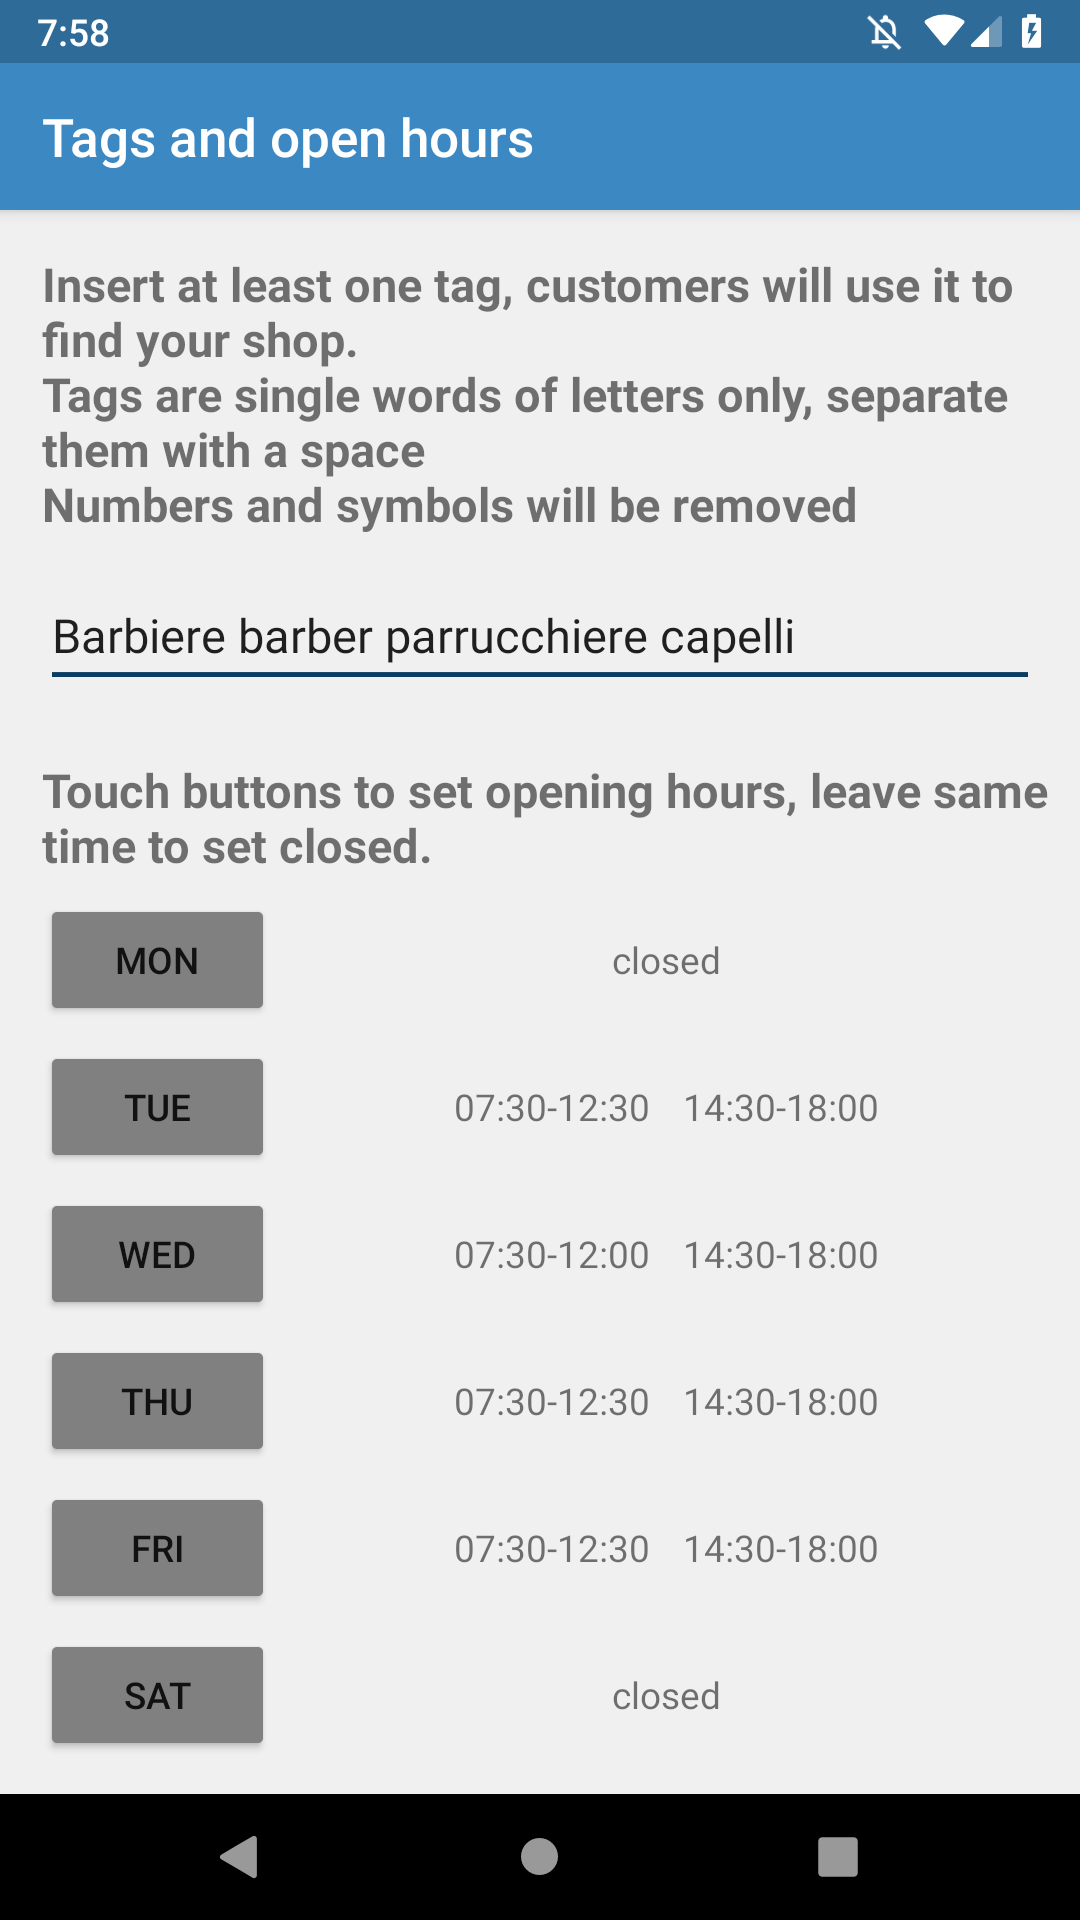 7:58
Tags and open hours
Insert at least one tag, customers will use it to
find your shop.
Tags are single words of letters only, separate
them with a space
Numbers and symbols will be removed
Barbiere barber parrucchiere capelli
Touch buttons to set opening hours, leave same
time to set closed.
MON closed
TUE 07:30-12:30 14:30-18:00
WED 07:30-12:00 14:30-18:00
THU 07:30-12:30 14:30-18:00
FRI 07:30-12:30 14:30-18:00
SAT closed